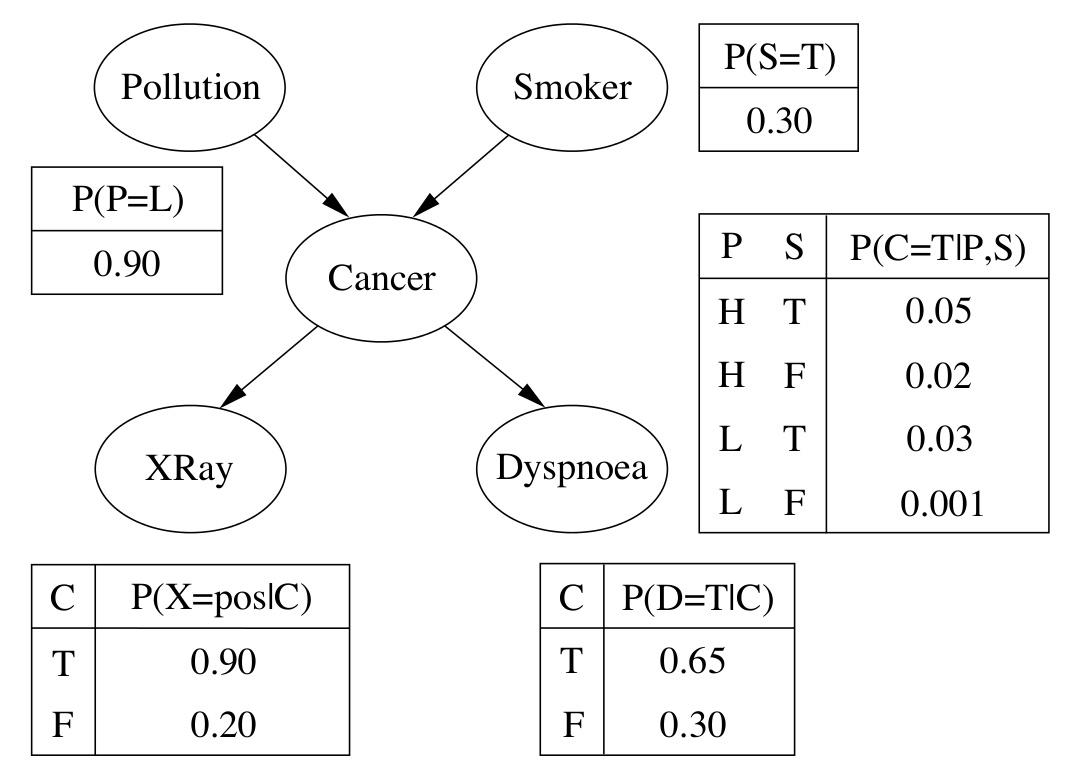 Pollution
Smoker
P(S=T)
0.30
P(P=L)
0.90
Cancer
P S P(C=T|P,S)
H T 0.05
H F 0.02
L T 0.03
L F 0.001
XRay
Dyspnoea
C P(X=pos|C)
T 0.90
F 0.20
C P(D=T|C)
T 0.65
F 0.30